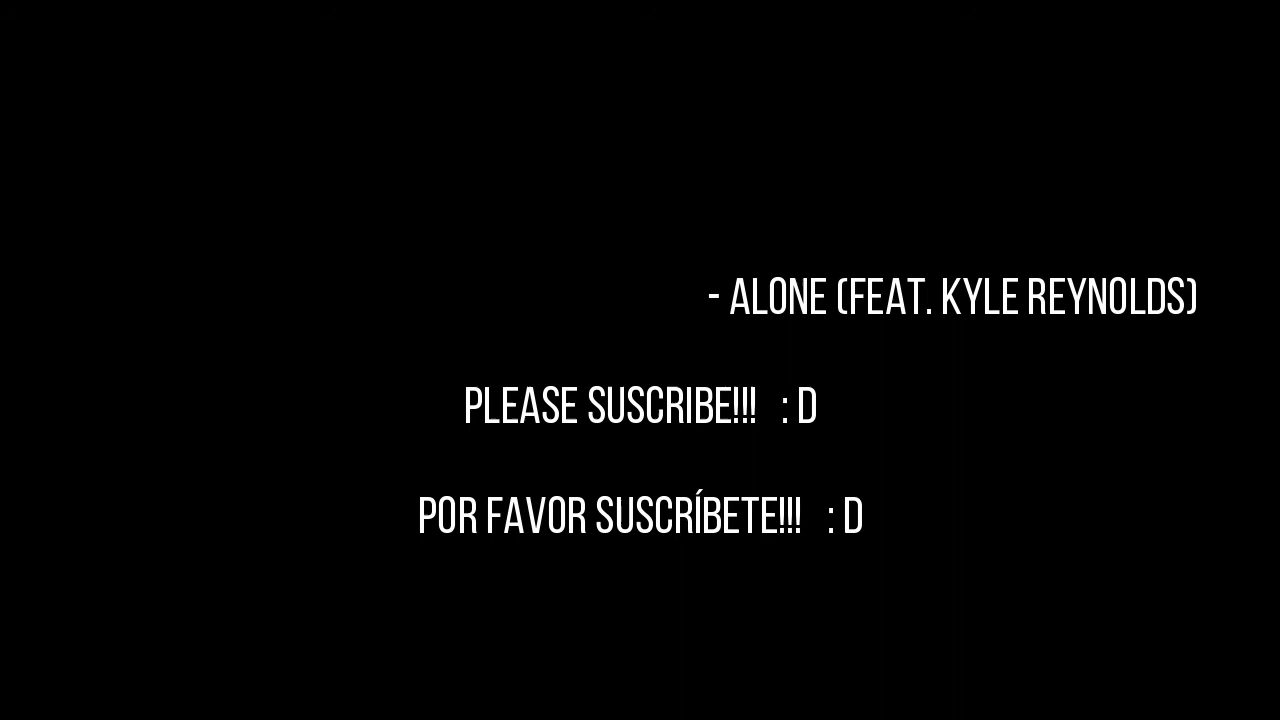 - ALONE (FEAT. KYLE REYNOLDS)
PLEASE SUSCRIBE!!! : D
POR FAVOR SUSCRÍBETE!!! : D